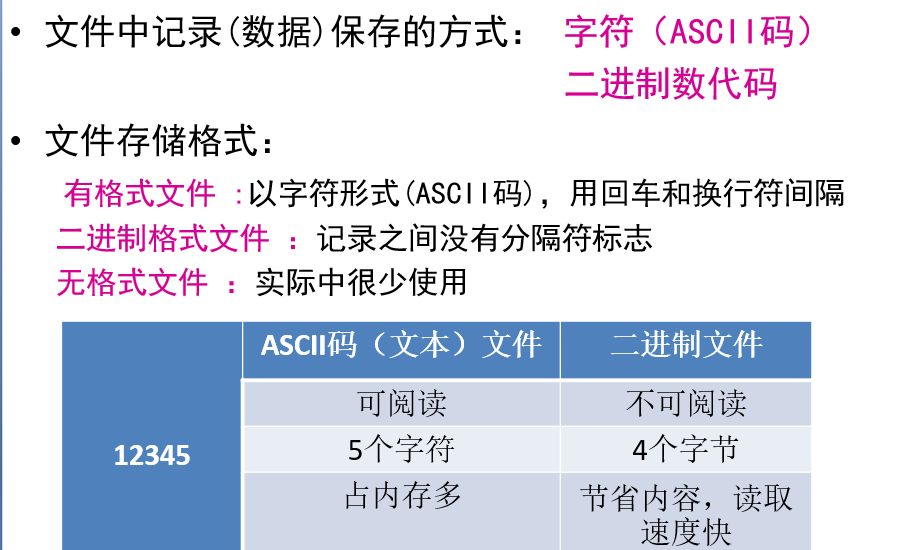 • 文件中记录(数据)保存的方式： 字符（ASCII码）
二进制数代码
• 文件存储格式：
有格式文件 ：以字符形式(ASCII码)，用回车和换行符间隔
二进制格式文件 ： 记录之间没有分隔符标志
无格式文件 ： 实际中很少使用
ASCII码（文本）文件 二进制文件
可阅读 不可阅读
12345 5个字符 4个字节
占内存多 节省内容，读取
速度快